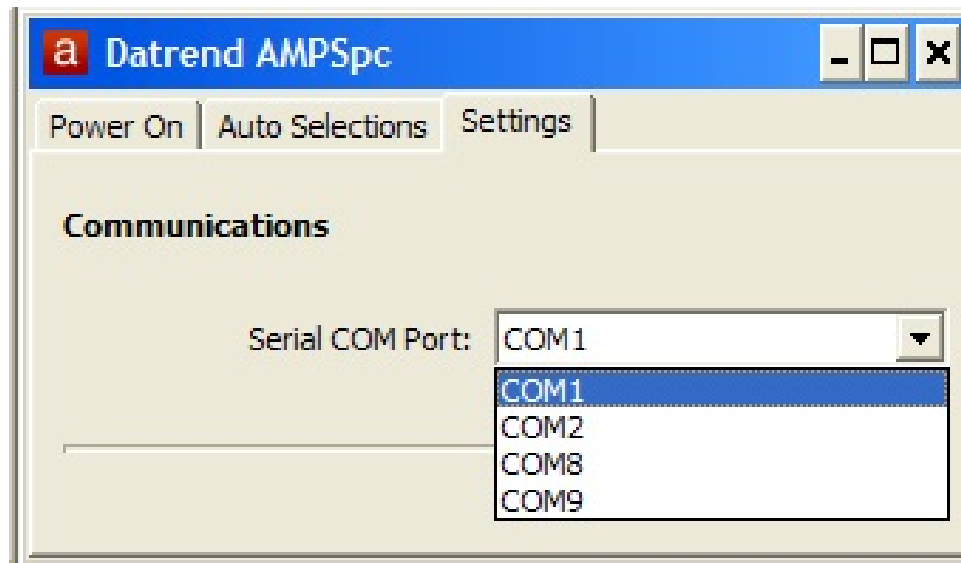 a Datrend AMPSpc
Power On Auto Selections Settings
Communications
Serial COM Port: COM1
COM1
COM2
COM8
COM9